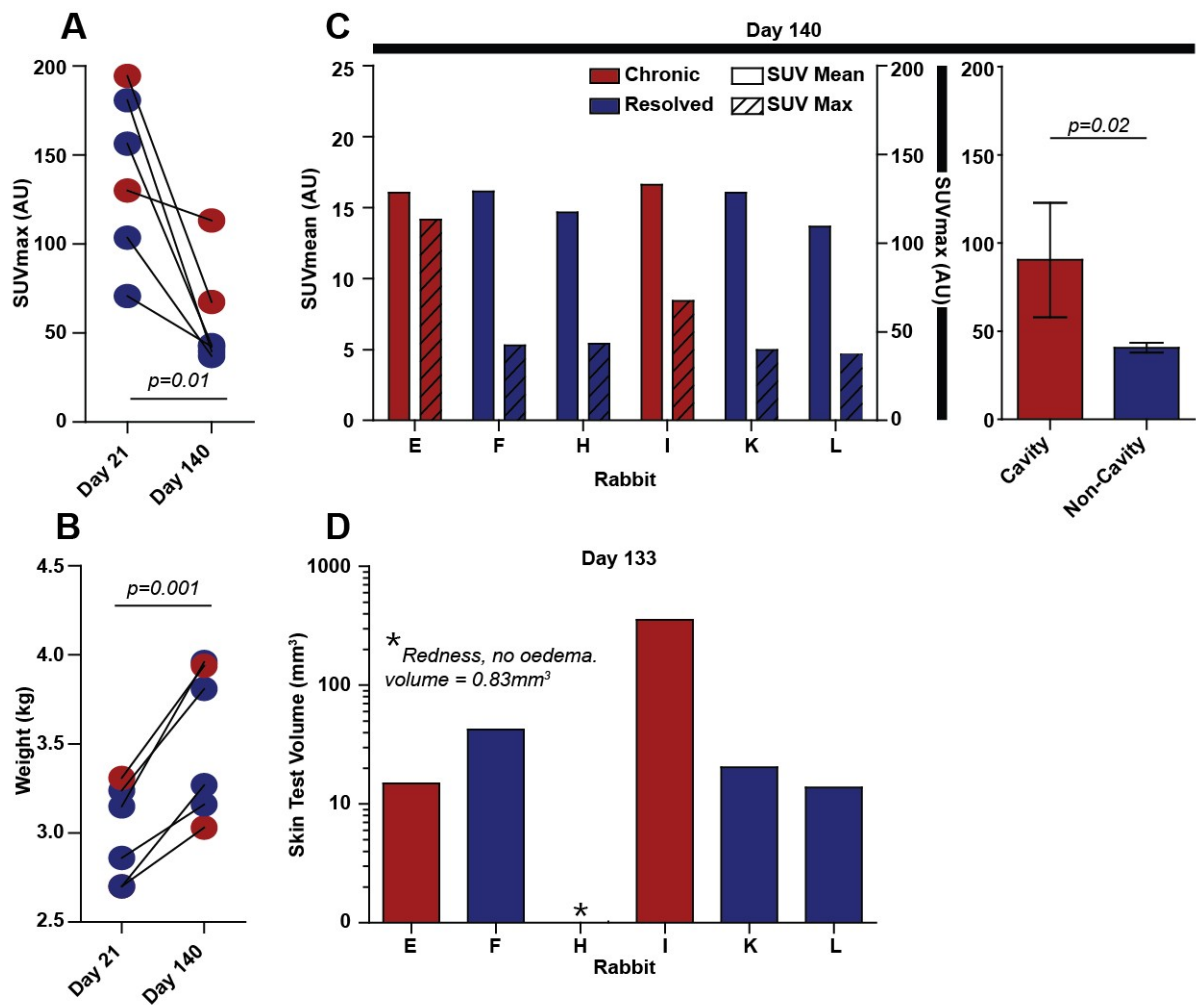 A
200
150
100
50
0
SUVmax (AU)
p=0.01
Day 21
Day 140
B
4.5
4.0
3.5
3.0
2.5
Weight (kg)
p=0.001
Day 21
Day 140
C
Day 140
25
20
15
10
5
0
SUVmean (AU)
Chronic
Resolved
SUV Mean
SUV Max
200
150
100
50
0
SUVmax (AU)
E F H I K L
Rabbit
200
150
100
50
0
p=0.02
Cavity
Non-Cavity
D
Day 133
1000
100
10
0
Skin Test Volume (mm³)
* Redness, no oedema.
volume = 0.83mm³
*
E F H I K L
Rabbit